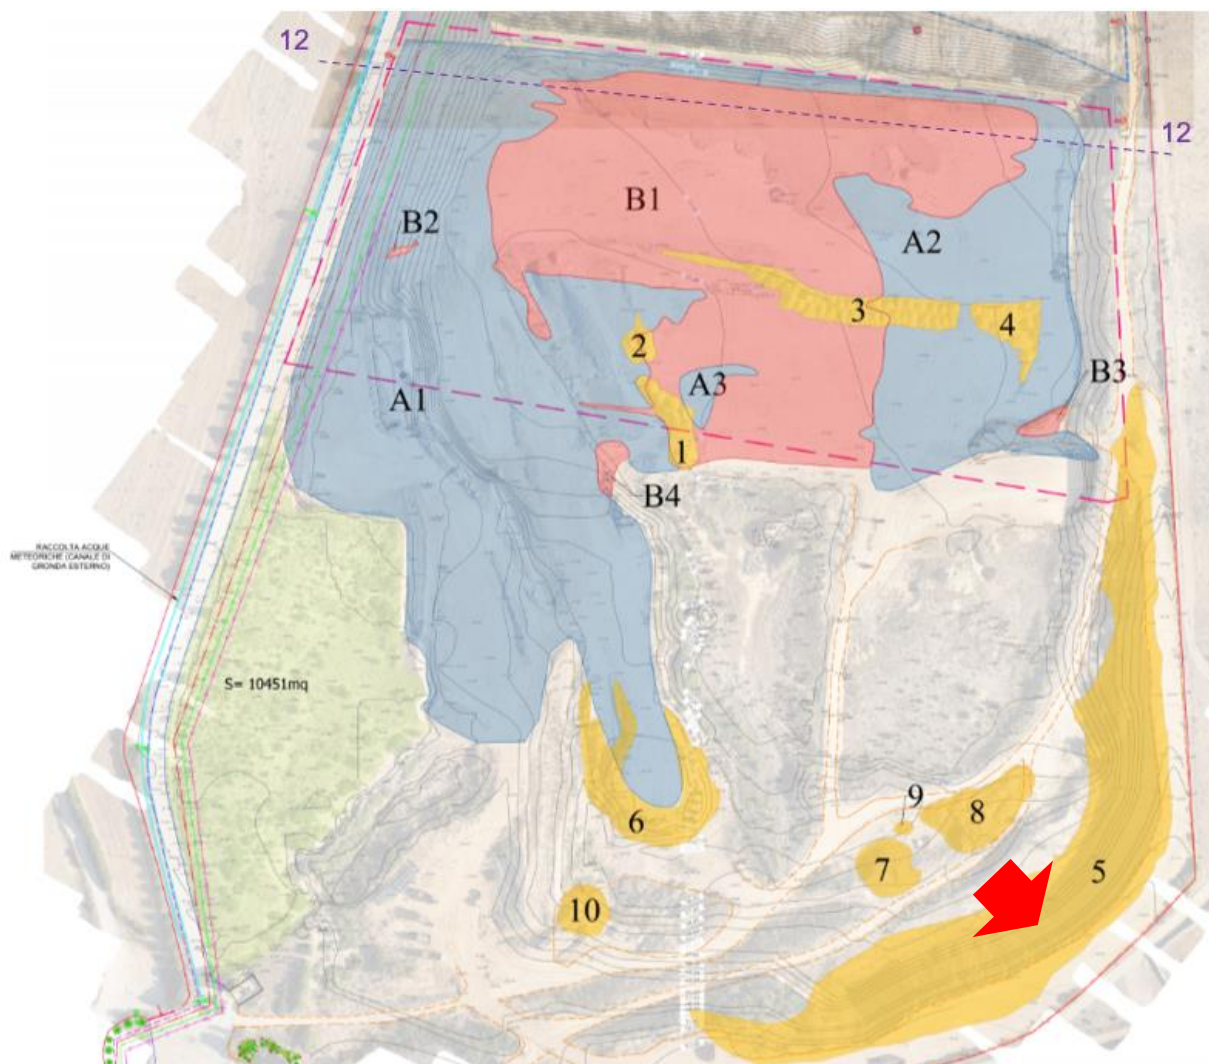 12
12
B1
B2
A2
3
4
2
B3
A3
A1
1
B4
RACCOLTA ACQUE
METEORICHE (CANALE DI
GRONDA ESTERNO)
S= 10451mq
9
8
6
7
5
10